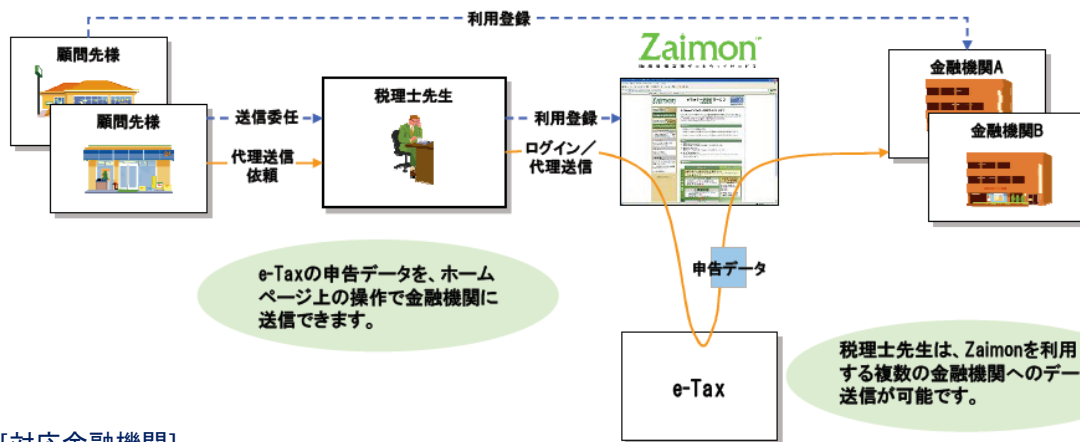 利用登録
顧問先様
顧問先様
送信委任
代理送信
依頼
税理士先生
利用登録
ログイン／
代理送信
Zaimon
金融機関A
金融機関B
申告データ
e-Taxの申告データを、ホーム
ページ上の操作で金融機関に
送信できます。
e-Tax
税理士先生は、Zaimonを利用
する複数の金融機関へのデー
送信が可能です。
[対応金融機関]